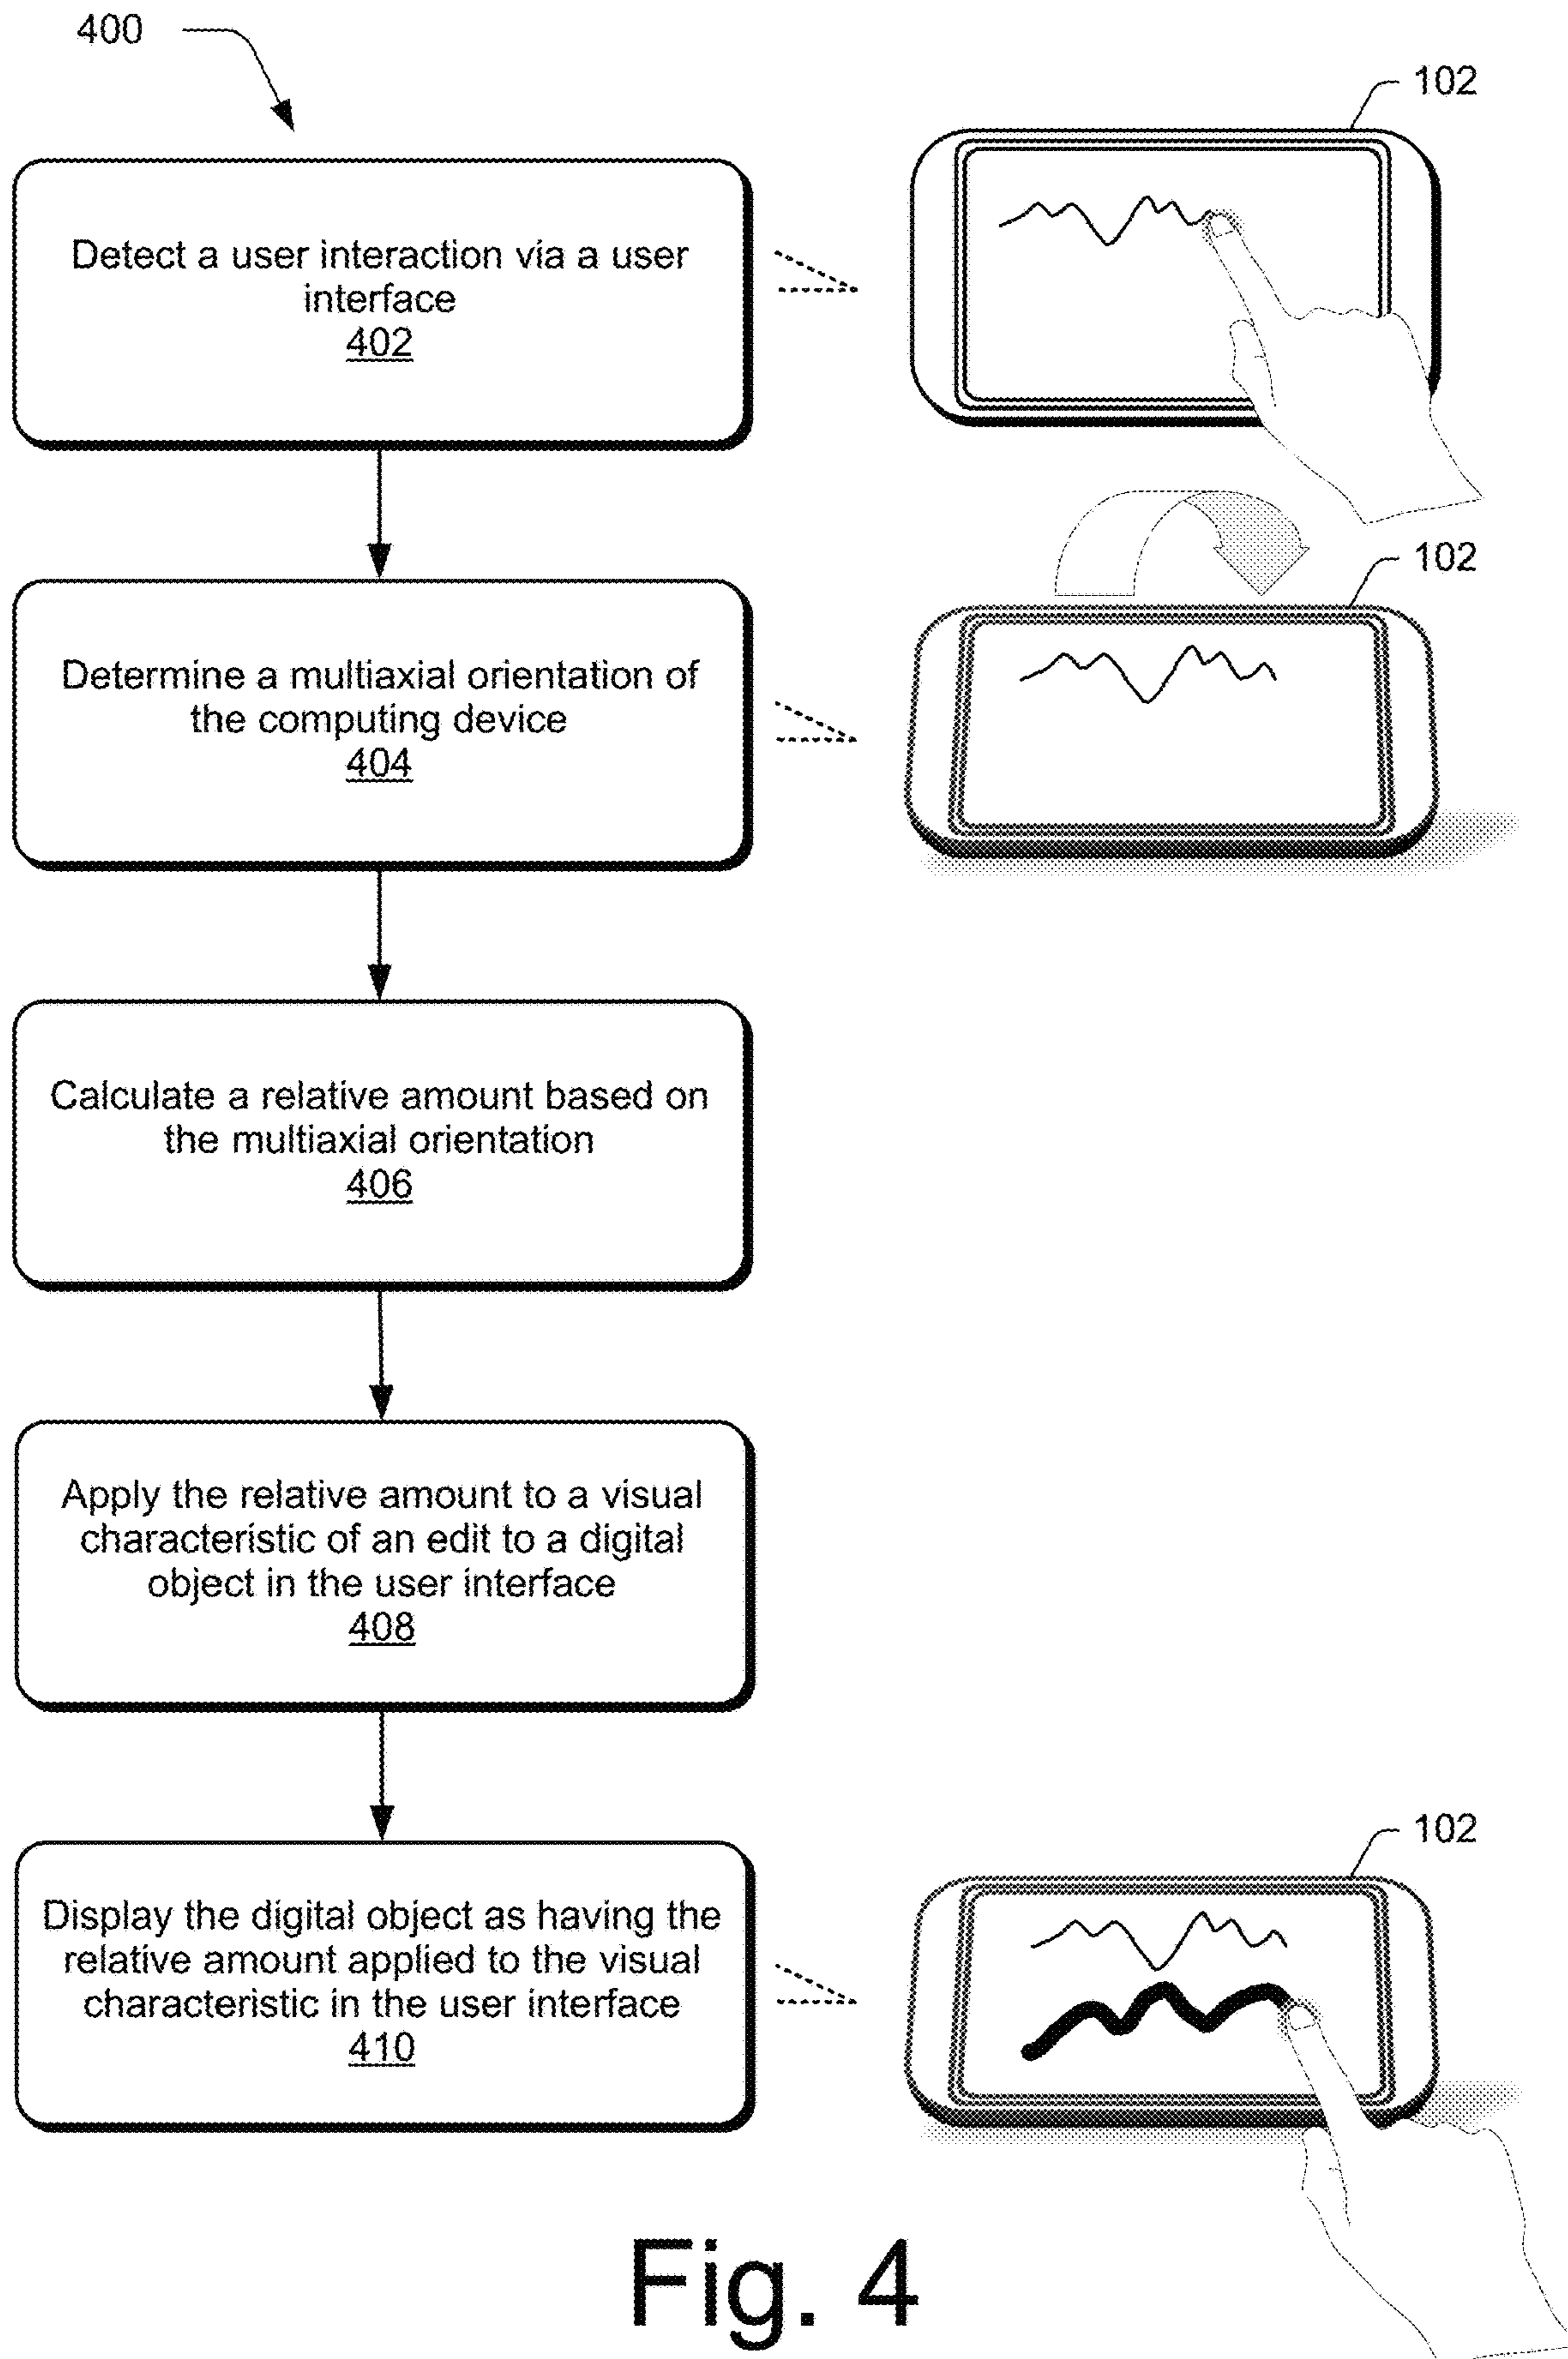 400
102
Detect a user interaction via a user
interface
402
102
Determine a multiaxial orientation of
the computing device
404
Calculate a relative amount based on
the multiaxial orientation
406
Apply the relative amount to a visual
characteristic of an edit to a digital
object in the user interface
408
102
Display the digital object as having the
relative amount applied to the visual
characteristic in the user interface
410
Fig. 4